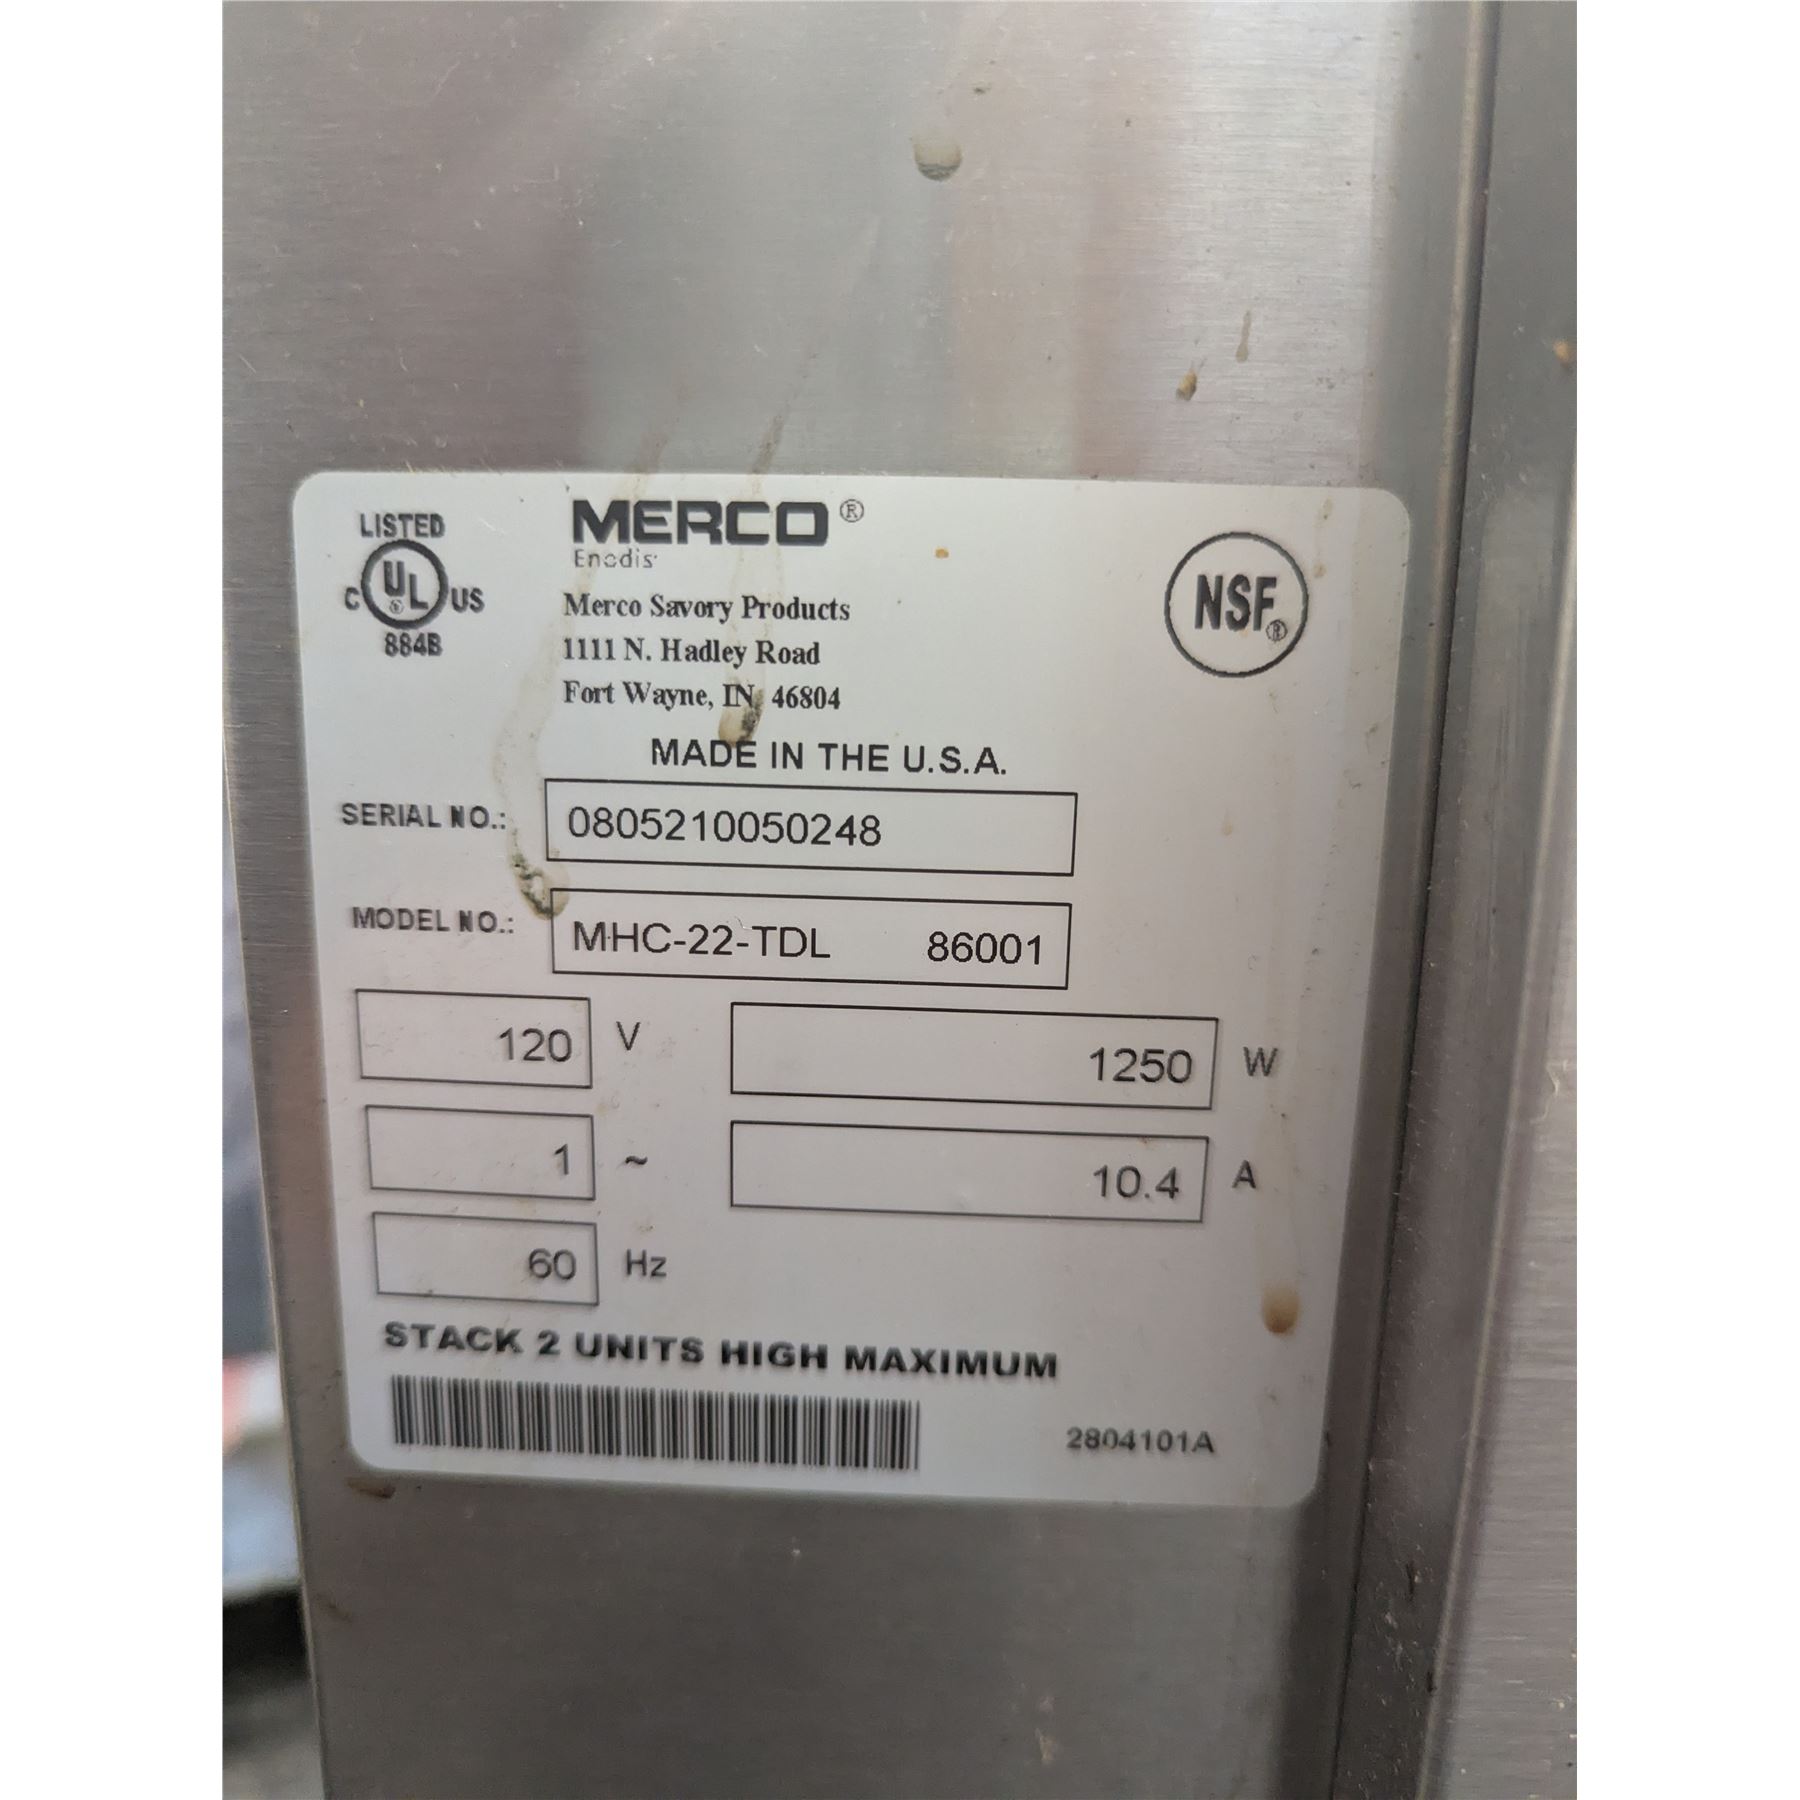 LISTED
C UL ® US
884B
MERCO®
Enodis
Merco Savory Products
1111 N. Hadley Road
Fort Wayne, IN, 46804
NSF®
MADE IN THE U.S.A.
SERIAL NO.: 0805210050248
MODEL NO.: MHC-22-TDL 86001
120 V 1250 W
1 ~ 10.4 A
60 Hz
STACK 2 UNITS HIGH MAXIMUM
2804101A